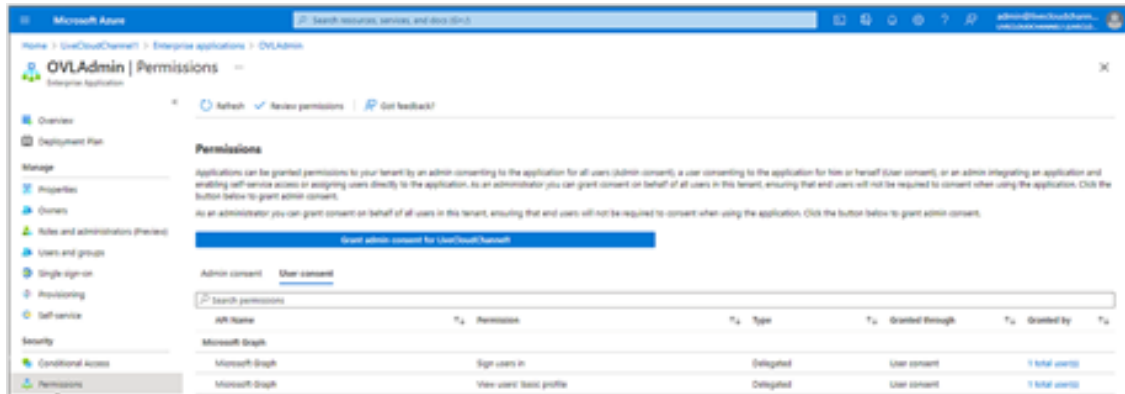 Microsoft Azure
Search resources, services, and docs (G+/)
Home > LiveCloudChannel1 > Enterprise applications > OVLAdmin
OVLAdmin | Permissions
Enterprise Application
Refresh Review permissions Got feedback?
Overview
Deployment Plan
Manage
Properties
Owners
Roles and administrators (Preview)
Users and groups
Single sign-on
Provisioning
Self-service
Security
Conditional Access
Permissions
Permissions
Applications can be granted permissions to your tenant by an admin consenting to the application for all users (Admin consent), a user consenting to the application for him or herself (User consent), or an admin integrating an application and
enabling self-service access or assigning users directly to the application. As an administrator you can grant consent on behalf of all users in this tenant, ensuring that end users will not be required to consent when using the application. Click the
button below to grant admin consent.
As an administrator you can grant consent on behalf of all users in this tenant, ensuring that end users will not be required to consent when using the application. Click the button below to grant admin consent.
Grant admin consent for LiveCloudChannel1
Admin consent User consent
Search permissions
API Name Permission Type Granted through Granted by
Microsoft Graph
Microsoft Graph Sign users in Delegated User consent 1 total user(s)
Microsoft Graph View users' basic profile Delegated User consent 1 total user(s)